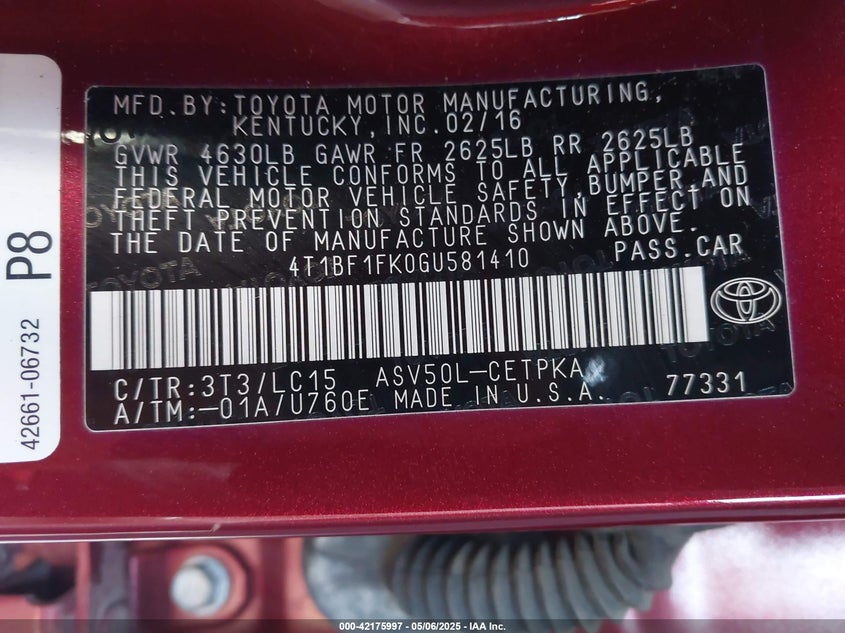 MFD.BY:TOYOTA MOTOR MANUFACTURING,
KENTUCKY,INC.02/16
GVWR 4630LB GAWR FR 2625LB RR 2625LB
THIS VEHICLE CONFORMS TO ALL APPLICABLE
FEDERAL MOTOR VEHICLE SAFETY,BUMPER,AND
THEFT PREVENTION STANDARDS IN EFFECT ON
THE DATE OF MANUFACTURE SHOWN ABOVE.
4T1BF1FK0GU581410 PASS.CAR
C/TR:3T3/LC15 ASV50L-CETPKA
A/TM:-01A/U760E MADE IN U.S.A. 77331
42661-06732 P8
000-42175997 - 05/06/2025 - IAA Inc.